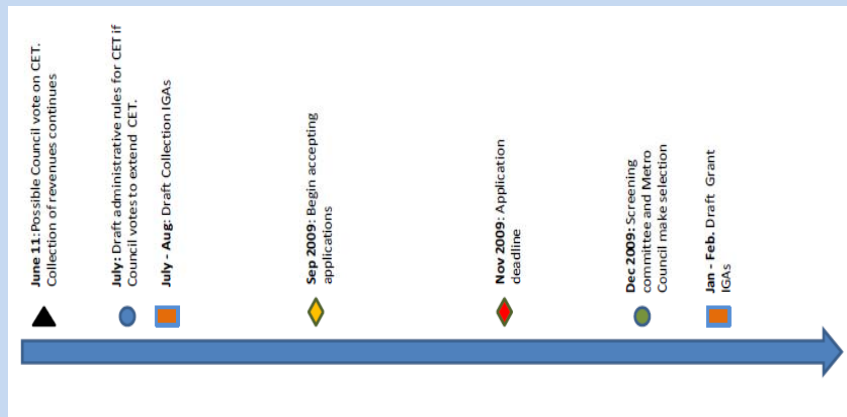 June 11:Possible Council vote on CET.
Collection of revenues continues
July: Draft administrative rules for CET if
Council votes to extend CET.
July - Aug: Draft Collection IGAs
Sep 2009: Begin accepting
applications
Nov 2009: Application
deadline
Dec 2009: Screening
committee and Metro
Council make selection
Jan - Feb. Draft Grant
IGAs